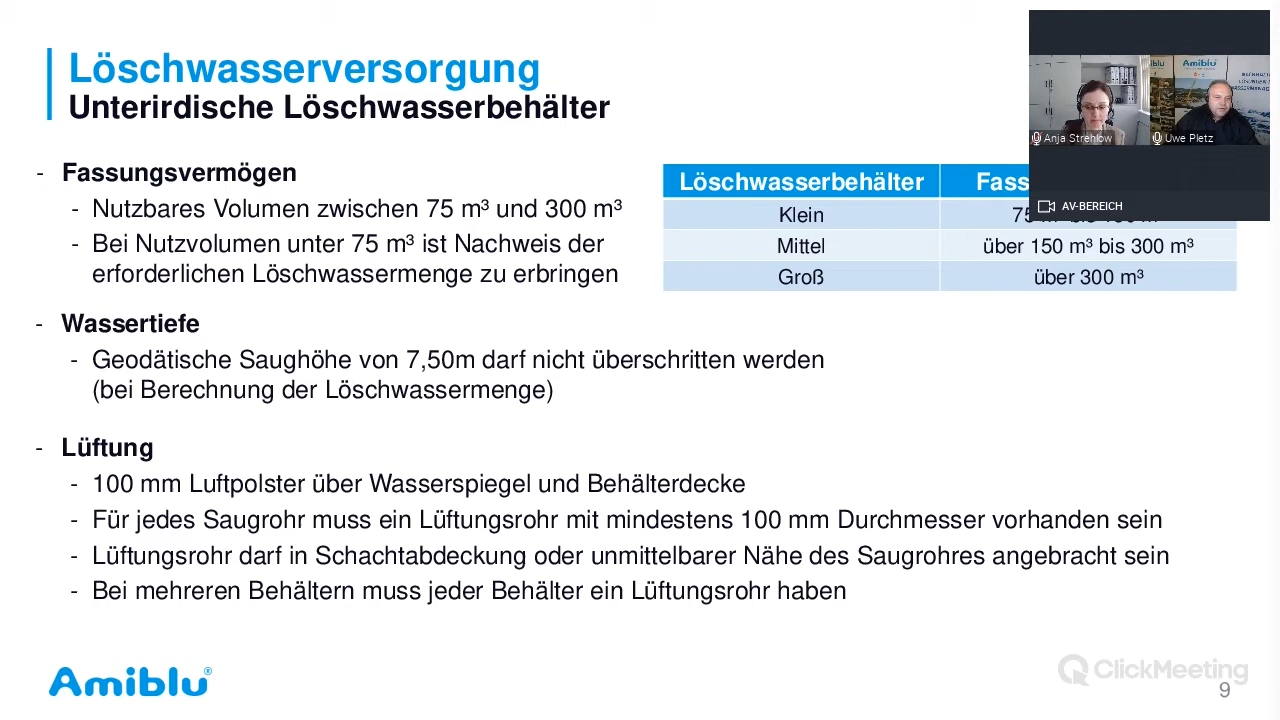 Löschwasserversorgung
Unterirdische Löschwasserbehälter
- Fassungsvermögen
- Nutzbares Volumen zwischen 75 m³ und 300 m³
- Bei Nutzvolumen unter 75 m³ ist Nachweis der
erforderlichen Löschwassermenge zu erbringen
Löschwasserbehälter Fass
Klein 75
Mittel über 150 m³ bis 300 m³
Groß über 300 m³
- Wassertiefe
- Geodätische Saughöhe von 7,50m darf nicht überschritten werden
(bei Berechnung der Löschwassermenge)
- Lüftung
- 100 mm Luftpolster über Wasserspiegel und Behälterdecke
- Für jedes Saugrohr muss ein Lüftungsrohr mit mindestens 100 mm Durchmesser vorhanden sein
- Lüftungsrohr darf in Schachtabdeckung oder unmittelbarer Nähe des Saugrohres angebracht sein
- Bei mehreren Behältern muss jeder Behälter ein Lüftungsrohr haben
Amiblu
Anja Strehlow
Uwe Pletz
AV-BEREICH
Amiblu®
ClickMeeting
9